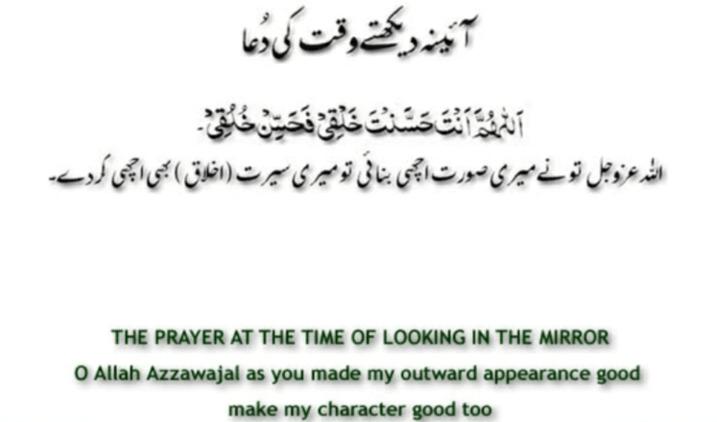 آئینہ دیکھتے وقت کی دُعا
اَللّٰھُمَّ اَنْتَ حَسَّنْتَ خَلْقِیْ فَحَسِّنْ خُلُقِیْ۔
اللہ عزوجل تو نے میری صورت اچھی بنائی تو میری سیرت (اخلاق) بھی اچھی کردے۔
THE PRAYER AT THE TIME OF LOOKING IN THE MIRROR
O Allah Azzawajal as you made my outward appearance good
make my character good too